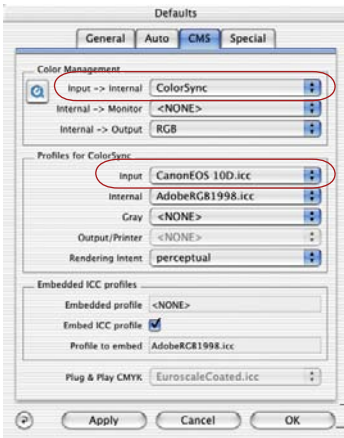 Defaults
General Auto CMS Special
Color Management
Input -> Internal ColorSync
Internal -> Monitor <NONE>
Internal -> Output RGB
Profiles for ColorSync
Input CanonEOS 10D.icc
Internal AdobeRGB1998.icc
Gray <NONE>
Output/Printer <NONE>
Rendering Intent perceptual
Embedded ICC profiles
Embedded profile <NONE>
Embed ICC profile
Profile to embed AdobeRGB1998.icc
Plug & Play CMYK EuroscaleCoated.icc
Apply Cancel OK